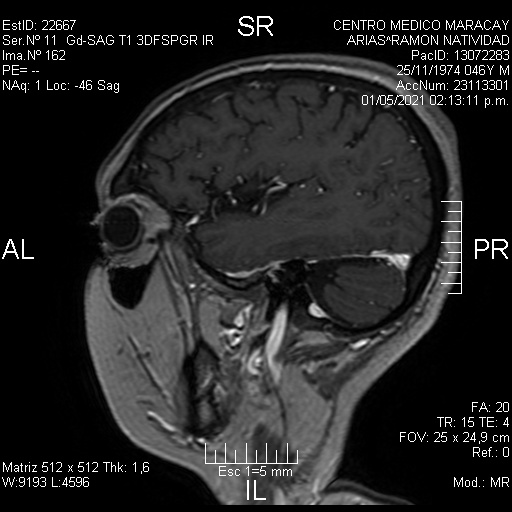 EstID: 22667
Ser.Nº 11 Gd-SAG T1 3DFSPGR IR
Ima.Nº 162
PE= --
NAq: 1 Loc: -46 Sag
SR
CENTRO MEDICO MARACAY
ARIAS^RAMON NATIVIDAD
PacID: 13072283
25/11/1974 046Y M
AccNum: 23113301
01/05/2021 02:13:11 p.m.
AL
PR
FA: 20
TR: 15 TE: 4
FOV: 25 x 24,9 cm
Ref.: 0
Matriz 512 x 512 Thk: 1,6
W:9193 L:4596
Esc 1=5 mm
IL
Mod.: MR